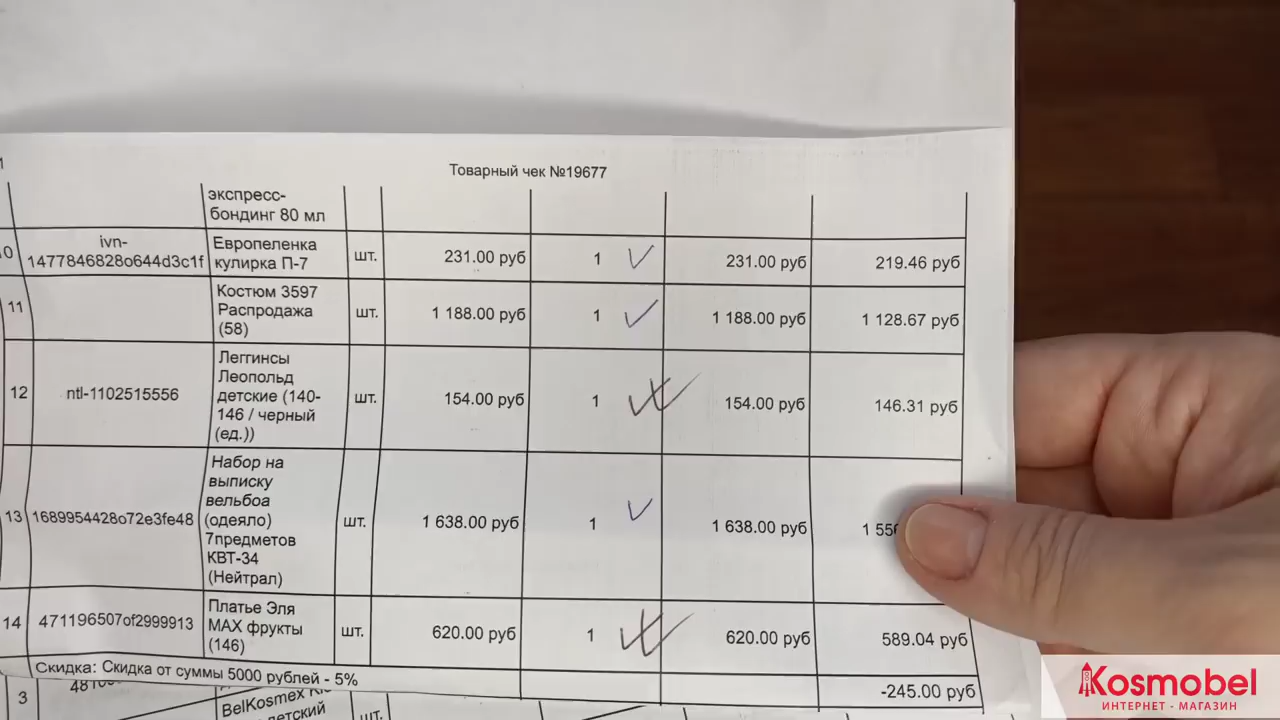 1
Товарный чек №19677
экспресс-
бондинг 80 мл
ivn-
1477846828o644d3c1f
Европеленка
кулирка П-7
шт.
231.00 руб
1
231.00 руб
219.46 руб
11
Костюм 3597
Распродажа
(58)
шт.
1 188.00 руб
1
1 188.00 руб
1 128.67 руб
12
ntl-1102515556
Леггинсы
Леопольд
детские (140-
146 / черный
(ед.))
шт.
154.00 руб
1
154.00 руб
146.31 руб
13
1689954428o72e3fe48
Набор на
выписку
вельбоа
(одеяло)
7предметов
КВТ-34
(Нейтрал)
шт.
1 638.00 руб
1
1 638.00 руб
14
471196507of2999913
Платье Эля
МАХ фрукты
(146)
шт.
620.00 руб
1
620.00 руб
589.04 руб
Скидка: Скидка от суммы 5000 рублей - 5%
-245.00 руб
3
BelKosmex
детский
шт.
Kosmobel
ИНТЕРНЕТ - МАГАЗИН